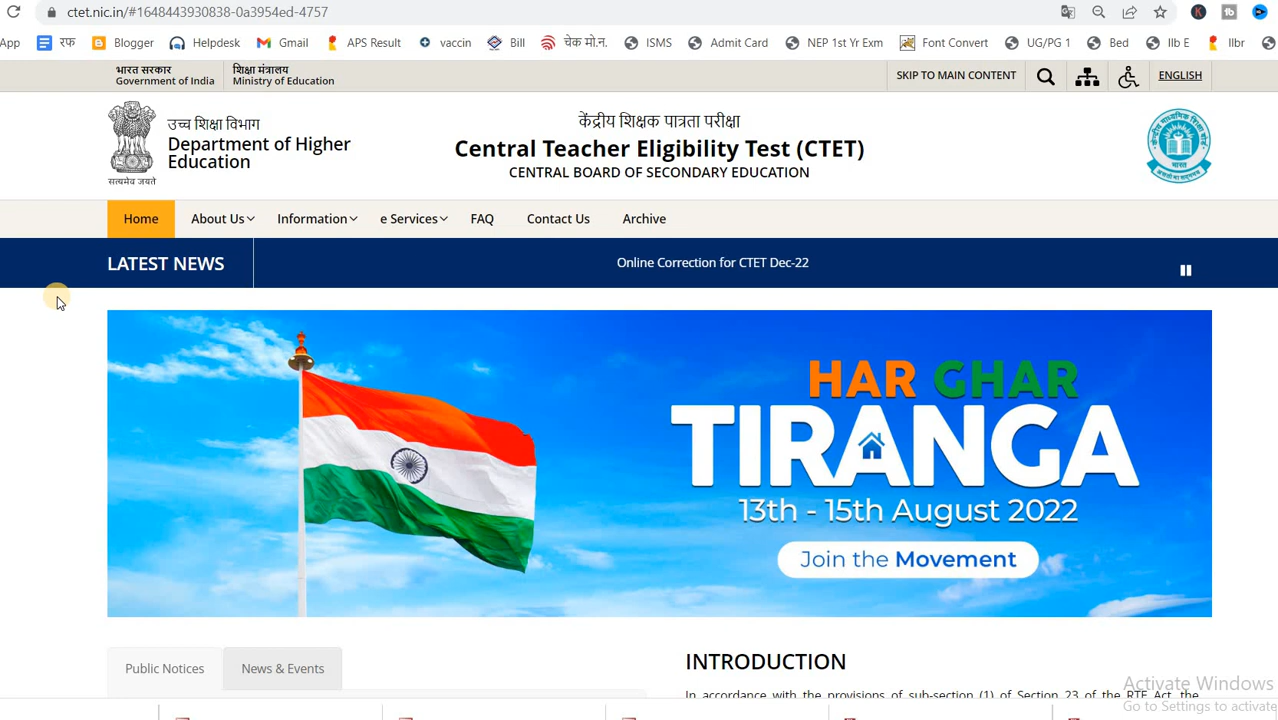 ctet.nic.in/#1648443930838-0a3954ed-4757
App रफ Blogger Helpdesk Gmail APS Result vaccin Bill चेक मो.न. ISMS Admit Card NEP 1st Yr Exm Font Convert UG/PG 1 Bed llb E llbr
भारत सरकार
Government of India
शिक्षा मंत्रालय
Ministry of Education
SKIP TO MAIN CONTENT
ENGLISH
सत्यमेव जयते
उच्च शिक्षा विभाग
Department of Higher
Education
केंद्रीय शिक्षक पात्रता परीक्षा
Central Teacher Eligibility Test (CTET)
CENTRAL BOARD OF SECONDARY EDUCATION
भारत
Home About Us Information e Services FAQ Contact Us Archive
LATEST NEWS
Online Correction for CTET Dec-22
HAR GHAR
TIRANGA
13th - 15th August 2022
Join the Movement
Public Notices News & Events
INTRODUCTION
In accordance with the provisions of sub-section (1) of Section 23 of the RTE Act, the
Activate Windows
Go to Settings to activate